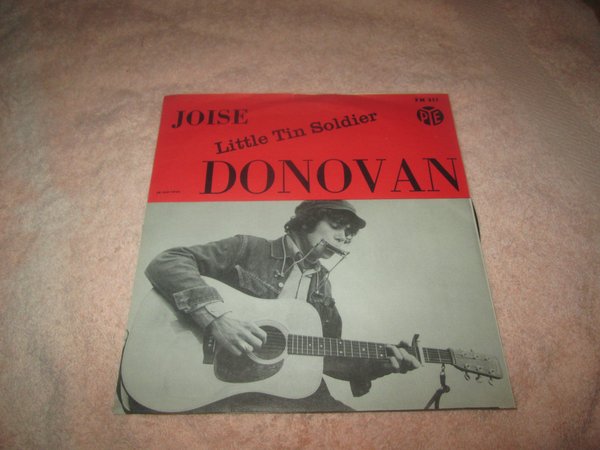 JOISE
Little Tin Soldier
PYE
DONOVAN